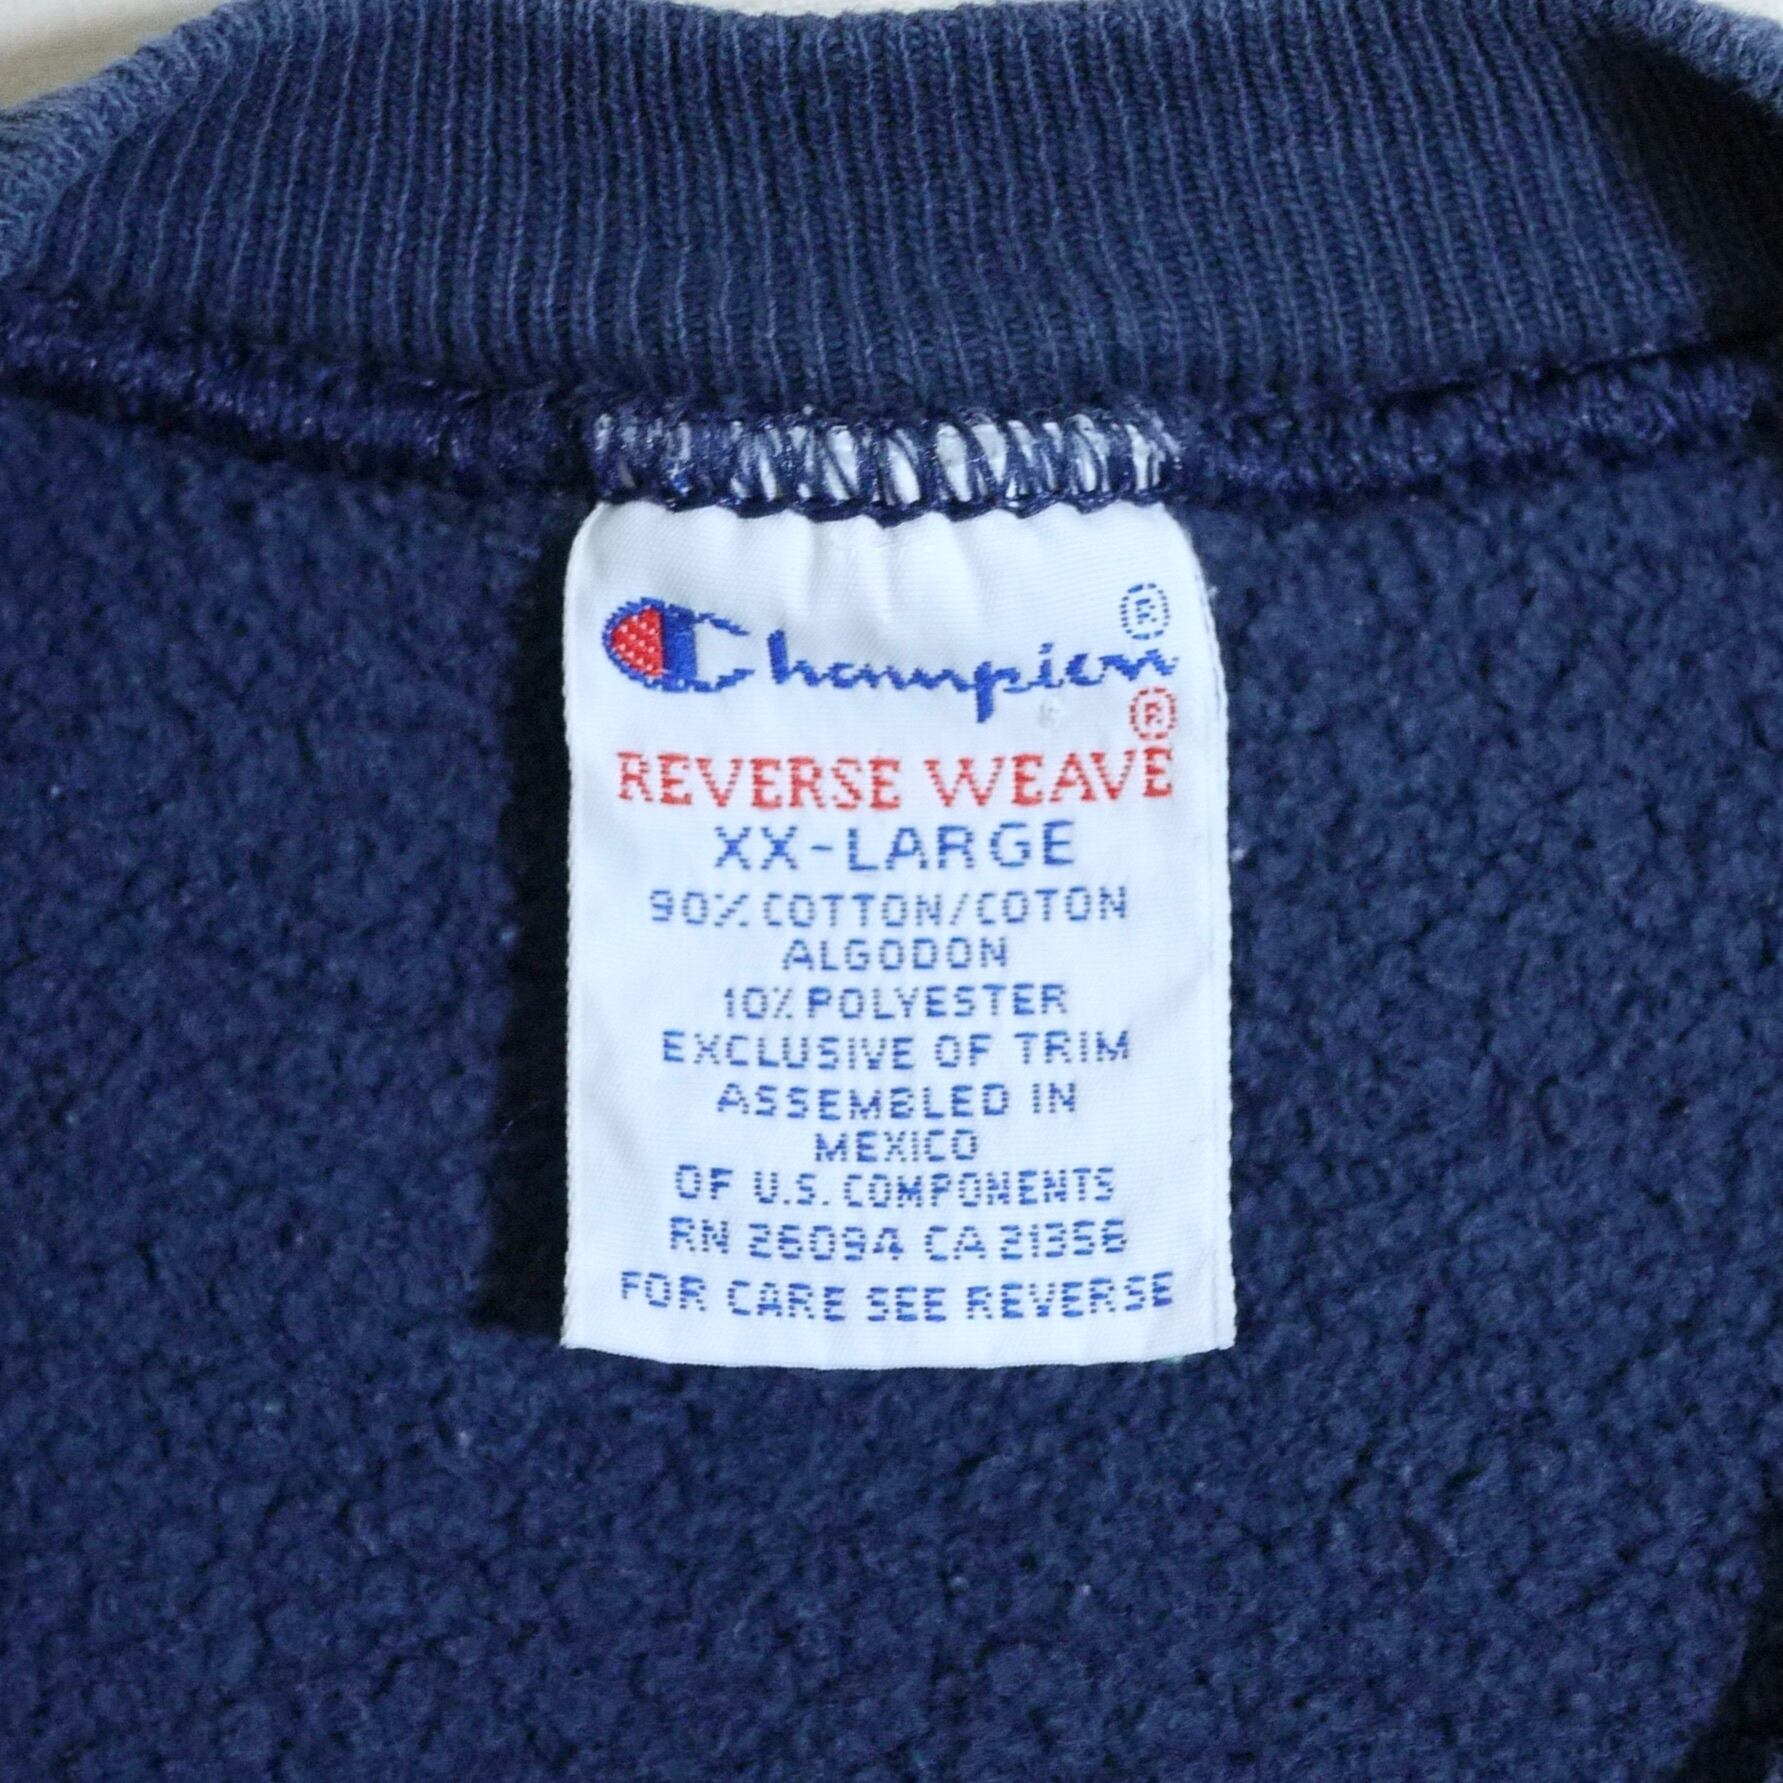 Champion®
REVERSE WEAVE®
XX-LARGE
90% COTTON/COTON
ALGODON
10% POLYESTER
EXCLUSIVE OF TRIM
ASSEMBLED IN
MEXICO
OF U.S. COMPONENTS
RN 26094 CA 21356
FOR CARE SEE REVERSE